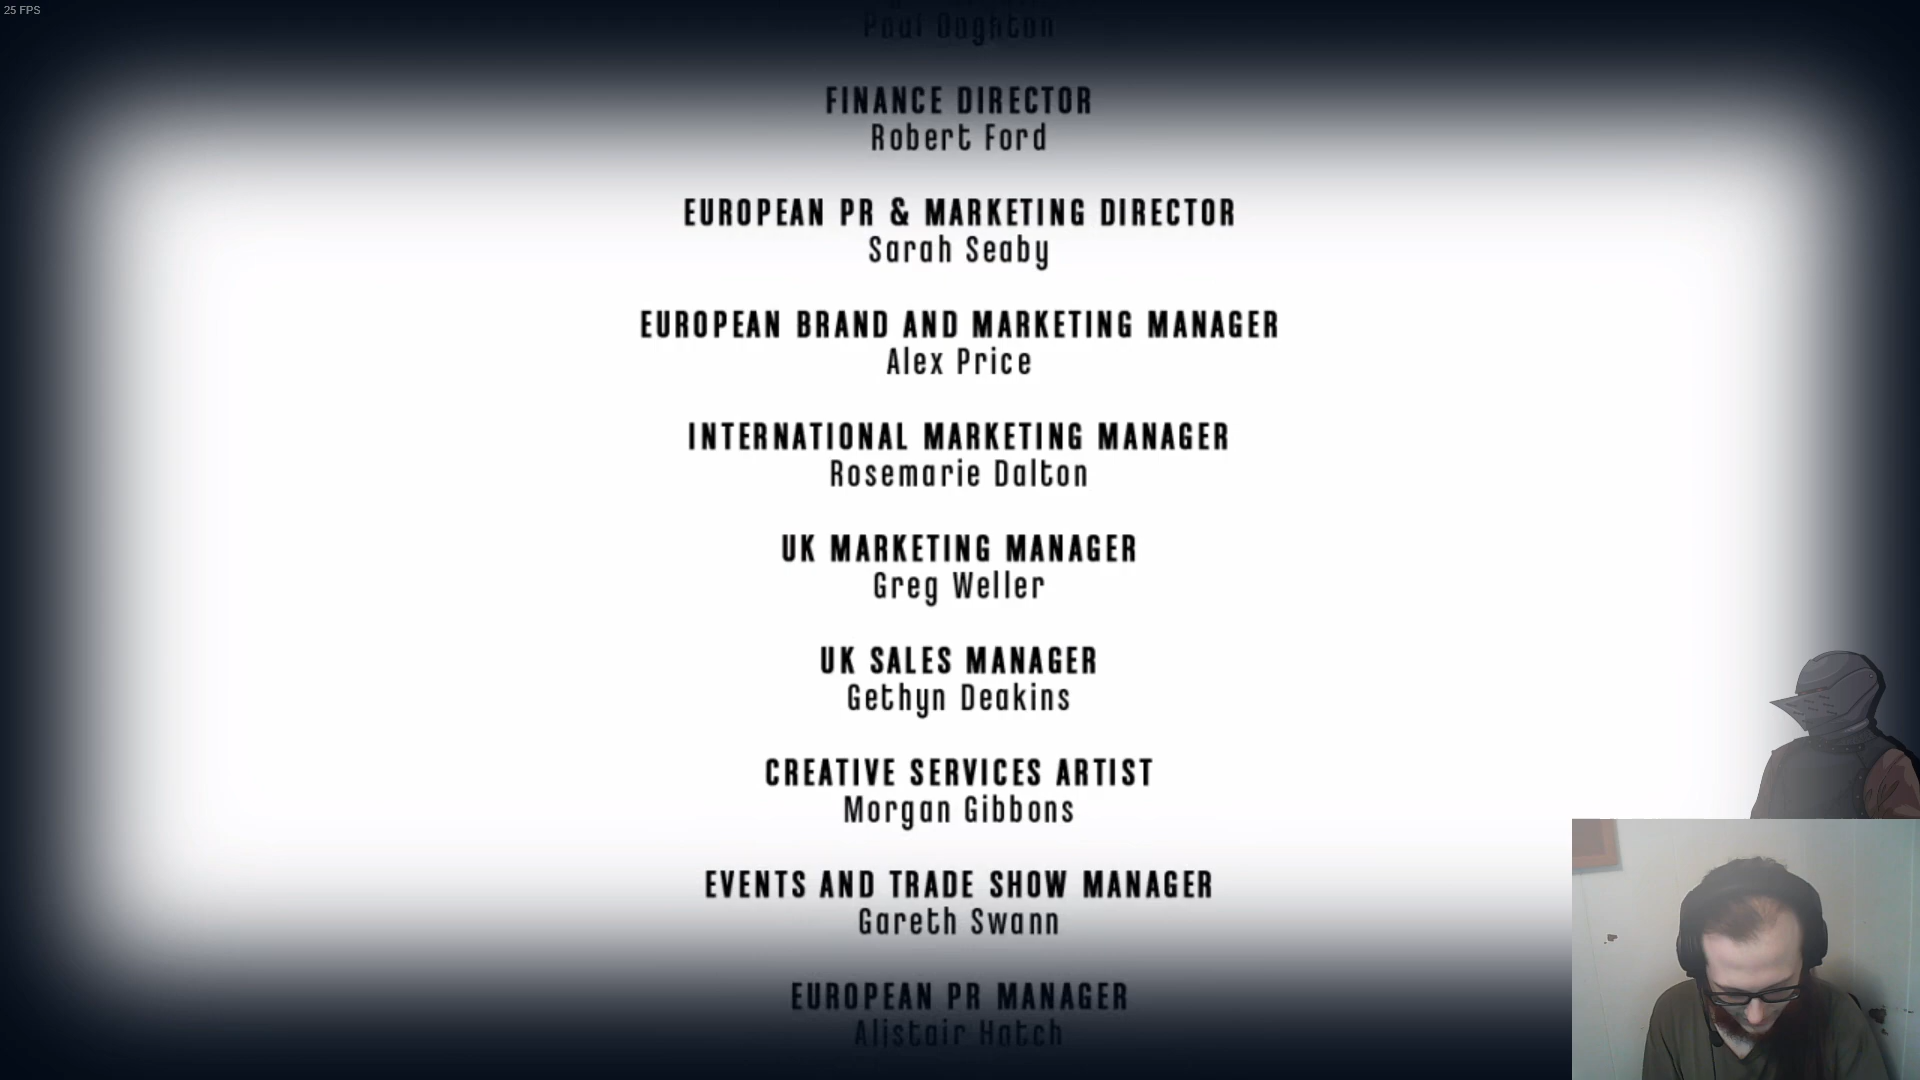 25 FPS
Paul Oughton
FINANCE DIRECTOR
Robert Ford
EUROPEAN PR & MARKETING DIRECTOR
Sarah Seaby
EUROPEAN BRAND AND MARKETING MANAGER
Alex Price
INTERNATIONAL MARKETING MANAGER
Rosemarie Dalton
UK MARKETING MANAGER
Greg Weller
UK SALES MANAGER
Gethyn Deakins
CREATIVE SERVICES ARTIST
Morgan Gibbons
EVENTS AND TRADE SHOW MANAGER
Gareth Swann
EUROPEAN PR MANAGER
Alistair Hatch